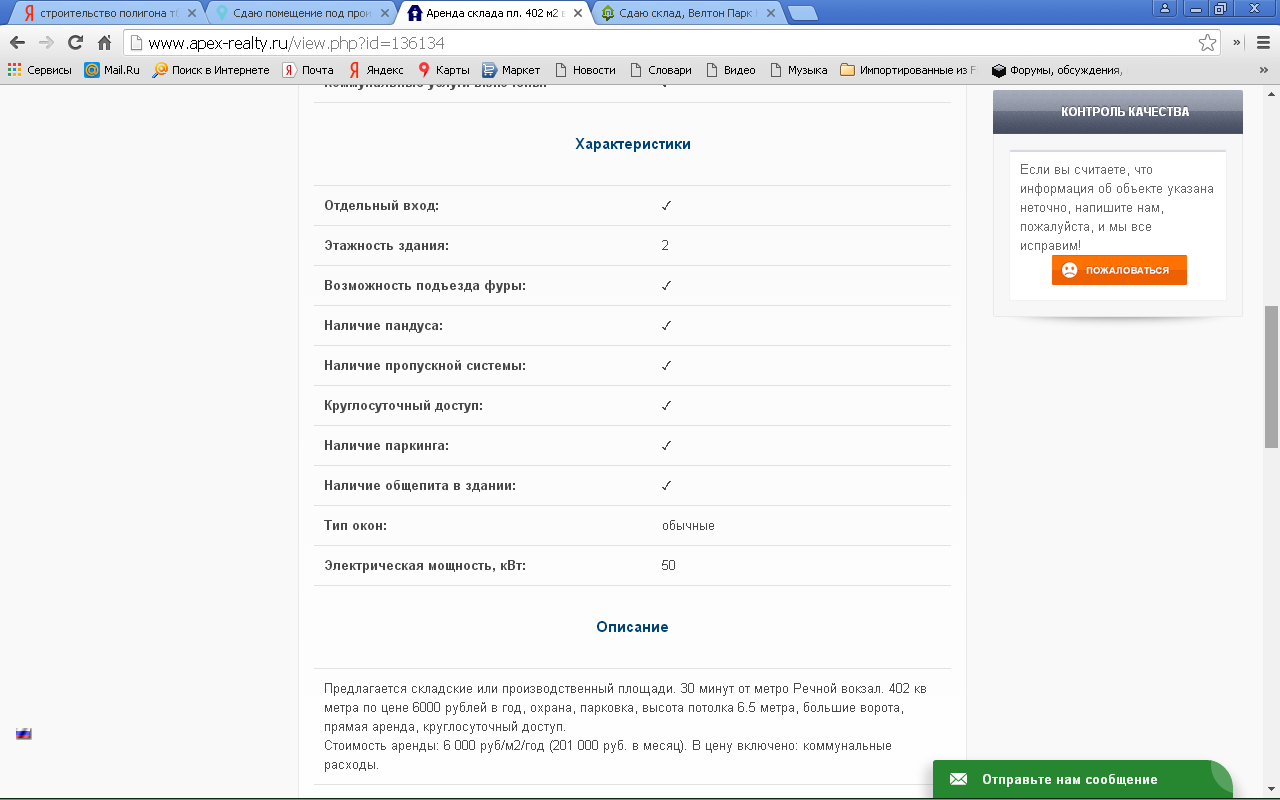 строительство полигона тб
Сдаю помещение под прои
Аренда склада пл. 402 м2 в
Сдаю склад, Велтон Парк
www.apex-realty.ru/view.php?id=136134
»
Сервисы
Mail.Ru
Поиск в Интернете
Почта
Яндекс
Карты
Маркет
Новости
Словари
Видео
Музыка
Импортированные из F
Форумы, обсуждения,
»
КОНТРОЛЬ КАЧЕСТВА
Если вы считаете, что
информация об объекте указана
неточно, напишите нам,
пожалуйста, и мы все
исправим!
ПОЖАЛОВАТЬСЯ
Характеристики
Отдельный вход: ✓
Этажность здания: 2
Возможность подъезда фуры: ✓
Наличие пандуса: ✓
Наличие пропускной системы: ✓
Круглосуточный доступ: ✓
Наличие паркинга: ✓
Наличие общепита в здании: ✓
Тип окон: обычные
Электрическая мощность, кВт: 50
Описание
Предлагается складские или производственный площади. 30 минут от метро Речной вокзал. 402 кв
метра по цене 6000 рублей в год, охрана, парковка, высота потолка 6.5 метра, большие ворота,
прямая аренда, круглосуточный доступ.
Стоимость аренды: 6 000 руб/м2/год (201 000 руб. в месяц). В цену включено: коммунальные
расходы.
Отправьте нам сообщение